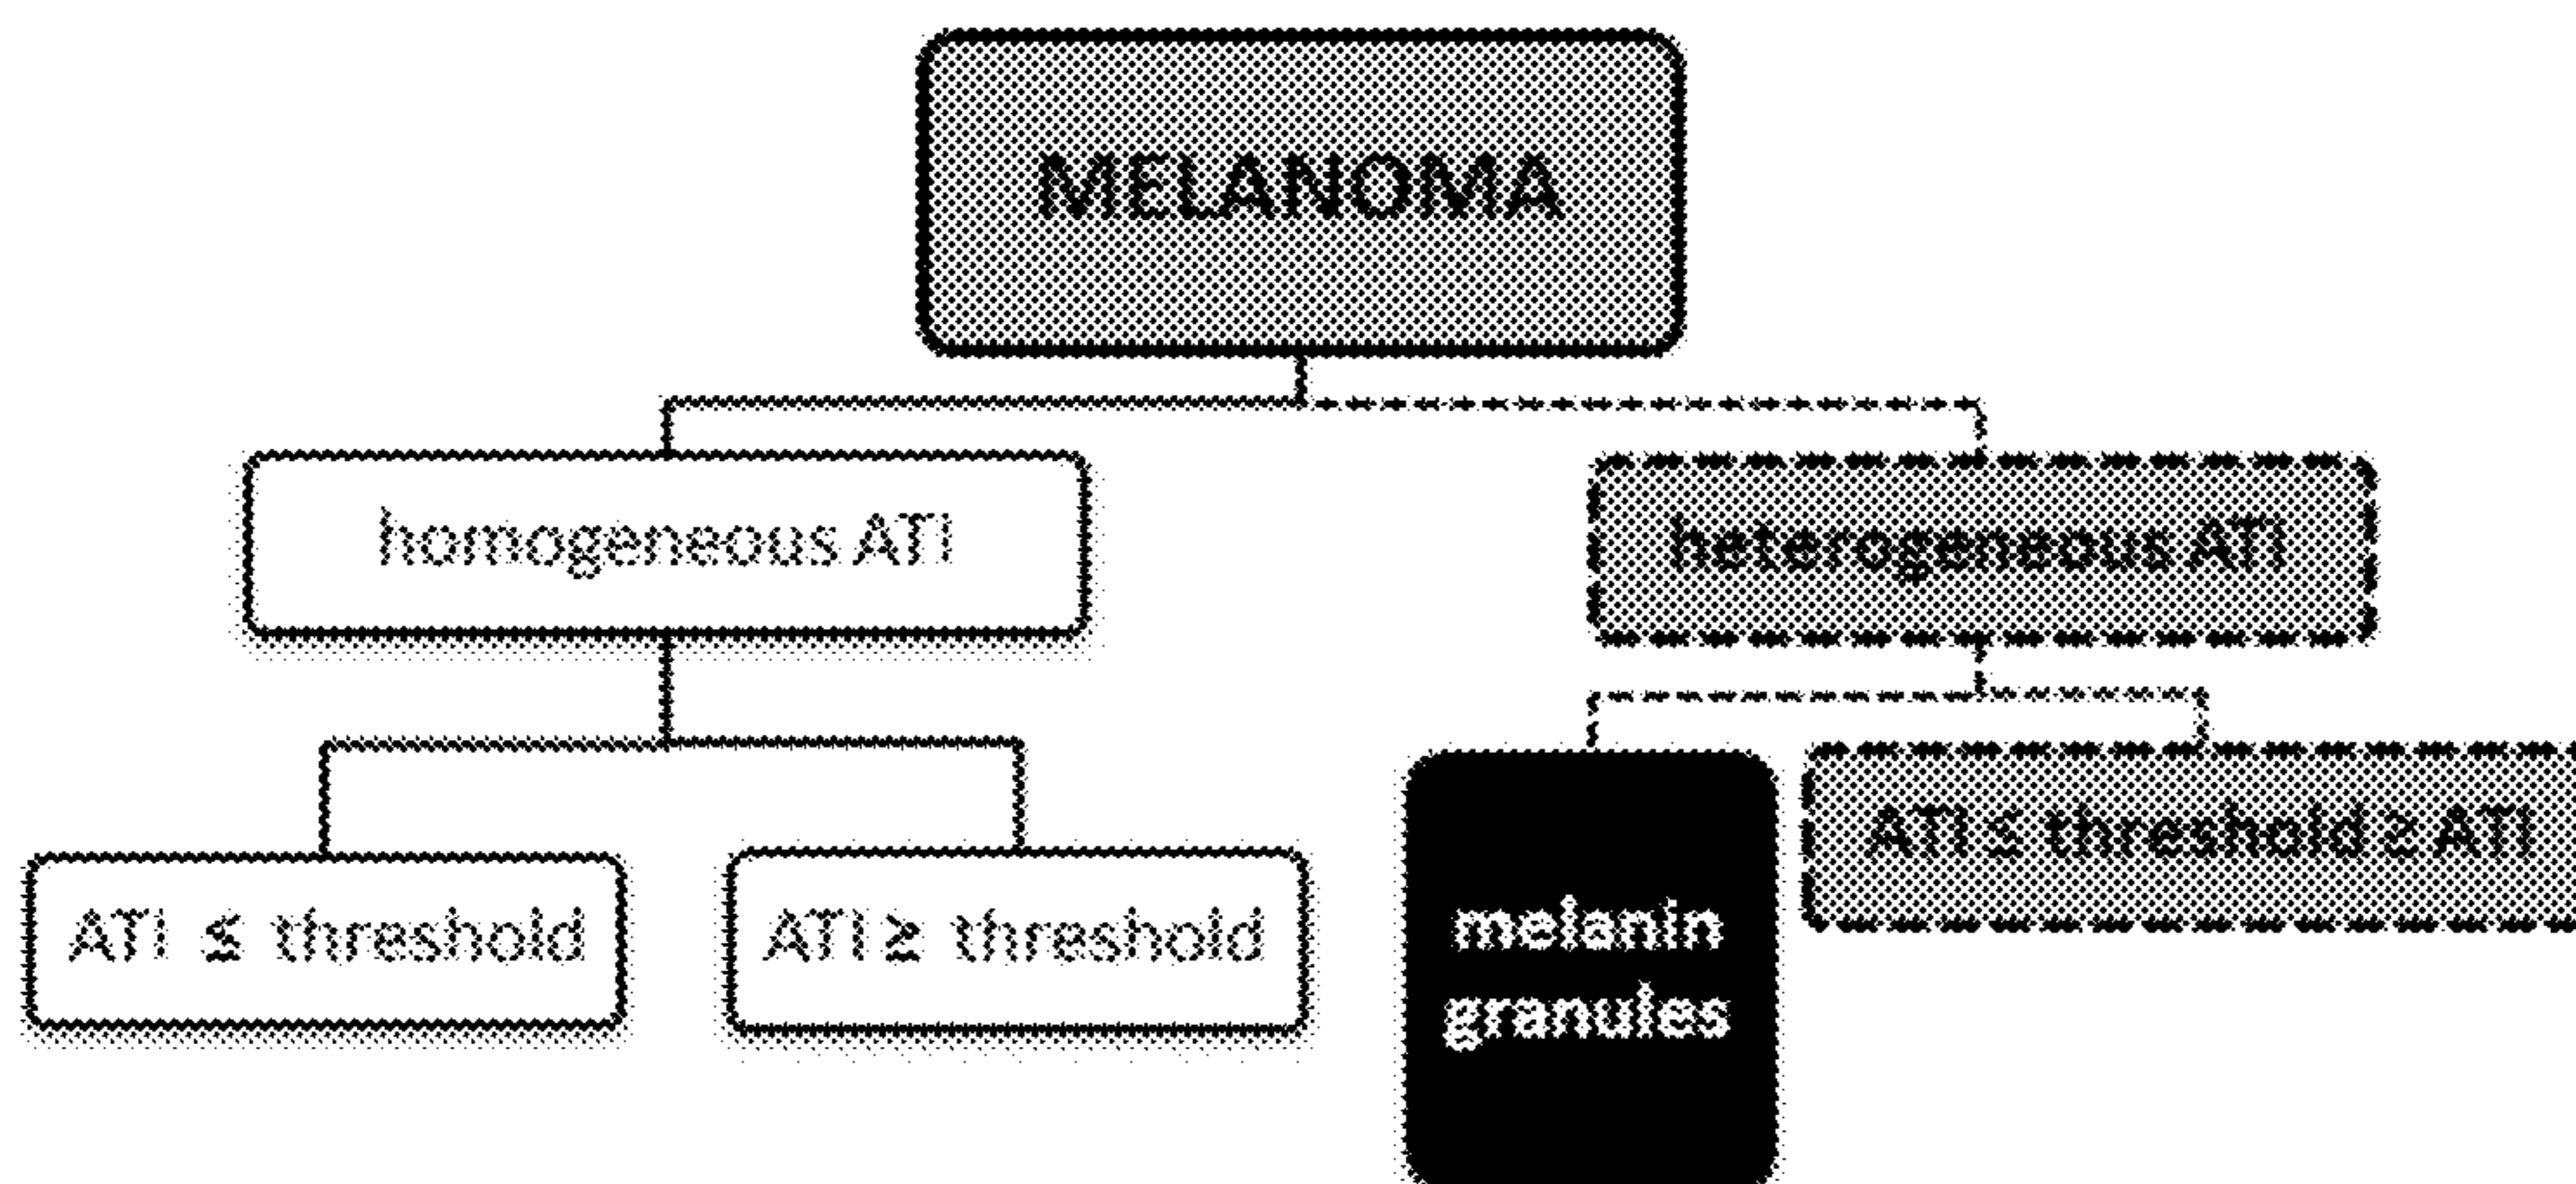 MELANOMA
homogeneous ATI
heterogeneous ATI
ATI ≤ threshold
ATI ≥ threshold
melanin
granules
ATI ≤ threshold ≥ ATI